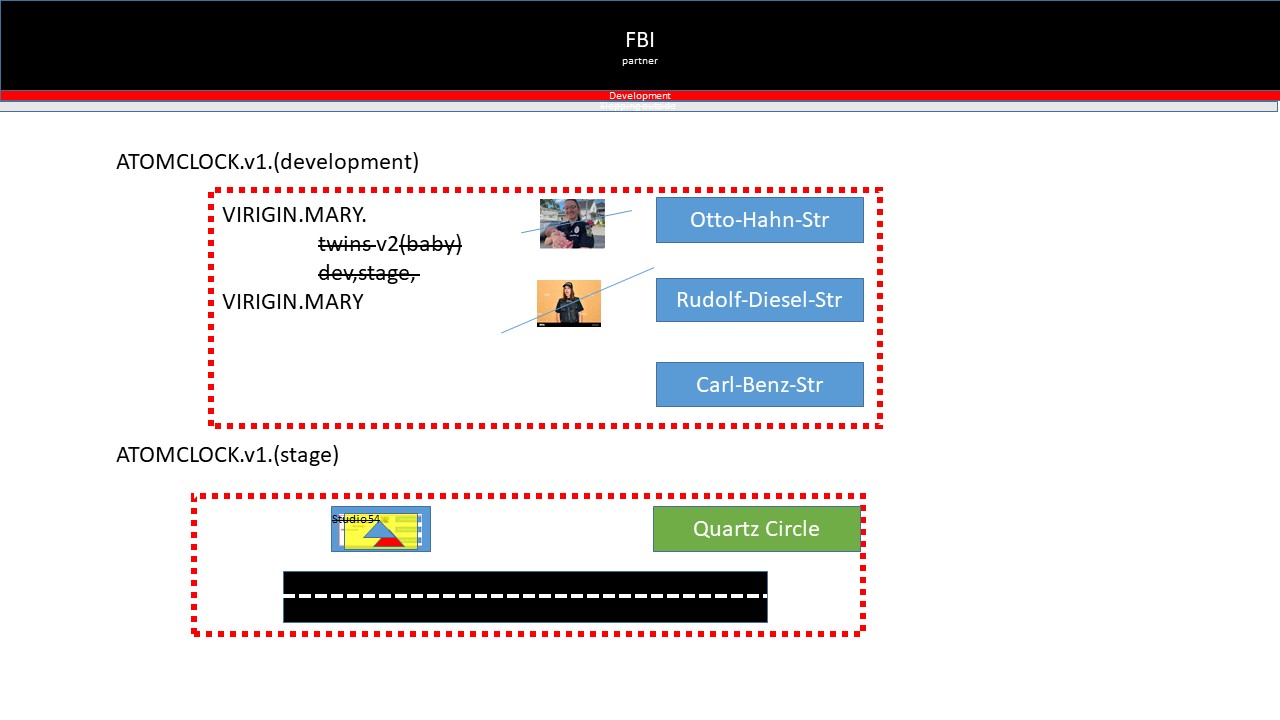 FBI
partner
Development
ATOMCLOCK.v1.(development)
VIRIGIN.MARY.
twins v2(baby)
dev,stage,
VIRIGIN.MARY
Otto-Hahn-Str
Rudolf-Diesel-Str
Carl-Benz-Str
ATOMCLOCK.v1.(stage)
Studio54
Quartz Circle